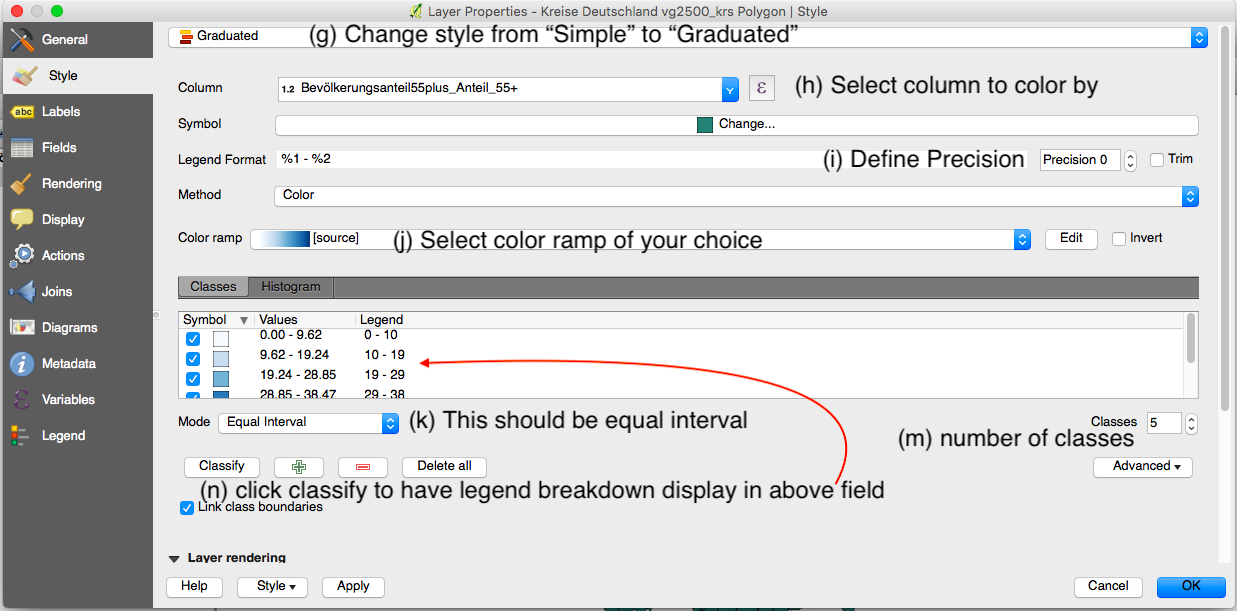 Layer Properties - Kreise Deutschland vg2500_krs Polygon | Style
General
Style
Labels
Fields
Rendering
Display
Actions
Joins
Diagrams
Metadata
Variables
Legend
Graduated (g) Change style from “Simple” to “Graduated”
Column 1.2 Bevölkerungsanteil55plus_Anteil_55+ ε (h) Select column to color by
Symbol Change...
Legend Format %1 - %2 (i) Define Precision Precision 0 Trim
Method Color
Color ramp [source] (j) Select color ramp of your choice Edit Invert
Classes Histogram
Symbol Values Legend
0.00 - 9.62 0 - 10
9.62 - 19.24 10 - 19
19.24 - 28.85 19 - 29
28.85 - 38.47 29 - 38
Mode Equal Interval (k) This should be equal interval Classes 5
(m) number of classes
Classify Delete all Advanced
(n) click classify to have legend breakdown display in above field
Link class boundaries
Layer rendering
Help Style Apply Cancel OK
abc